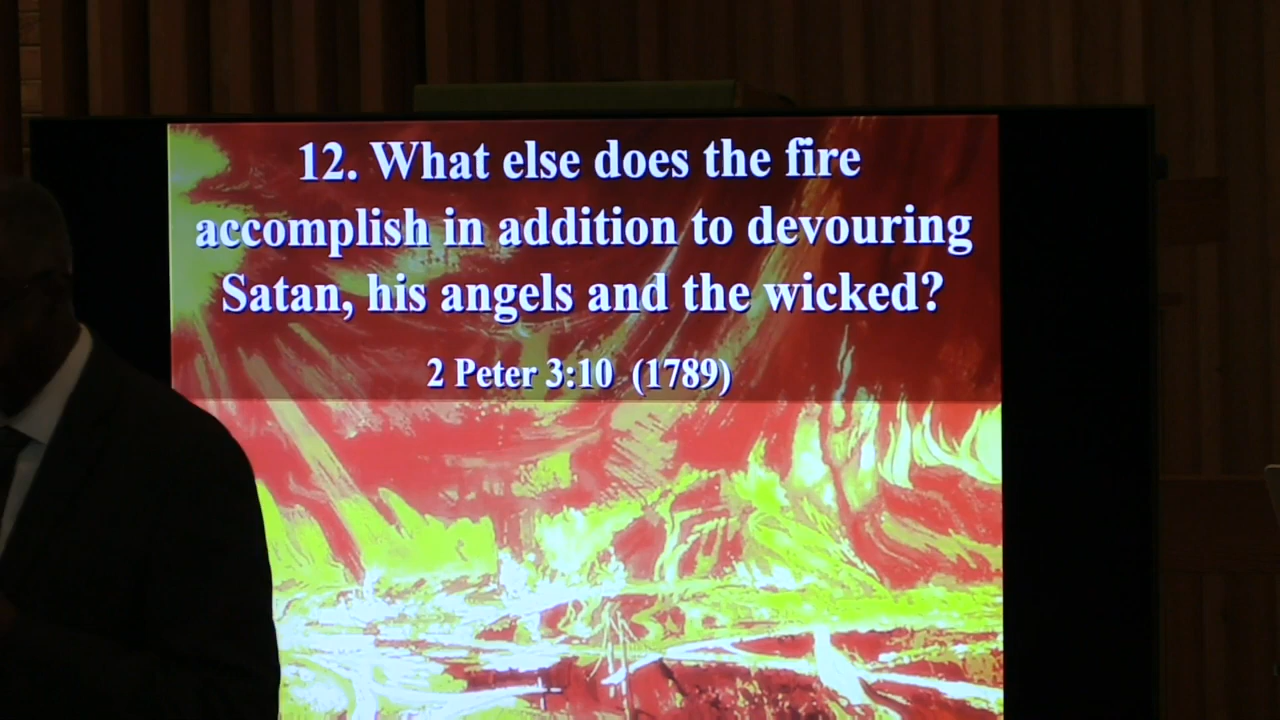 12. What else does the fire
accomplish in addition to devouring
Satan, his angels and the wicked?
2 Peter 3:10 (1789)